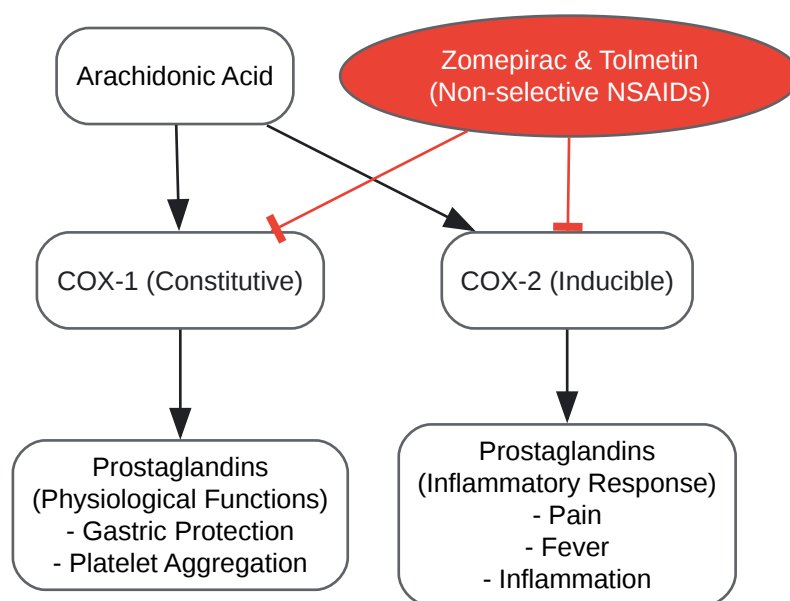 Arachidonic Acid
Zomepirac & Tolmetin
(Non-selective NSAIDs)
COX-1 (Constitutive)
COX-2 (Inducible)
Prostaglandins
(Physiological Functions)
- Gastric Protection
- Platelet Aggregation
Prostaglandins
(Inflammatory Response)
- Pain
- Fever
- Inflammation